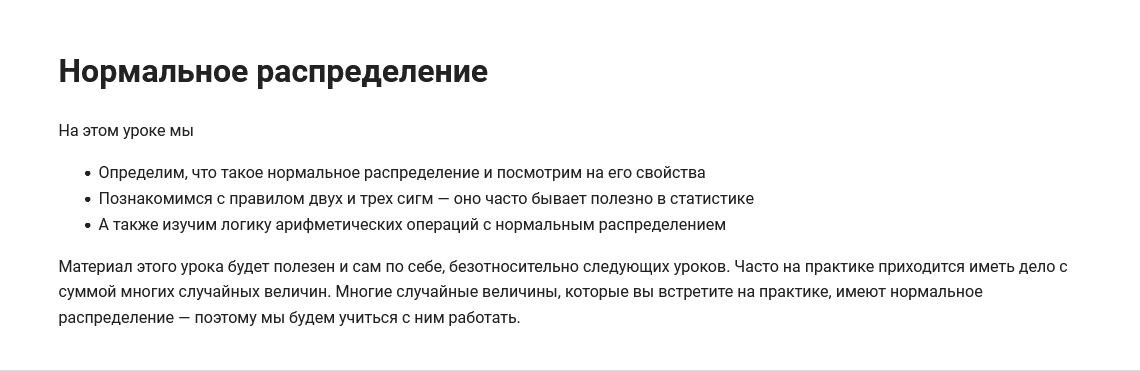 Нормальное распределение
На этом уроке мы
• Определим, что такое нормальное распределение и посмотрим на его свойства
• Познакомимся с правилом двух и трех сигм — оно часто бывает полезно в статистике
• А также изучим логику арифметических операций с нормальным распределением
Материал этого урока будет полезен и сам по себе, безотносительно следующих уроков. Часто на практике приходится иметь дело с
суммой многих случайных величин. Многие случайные величины, которые вы встретите на практике, имеют нормальное
распределение — поэтому мы будем учиться с ним работать.